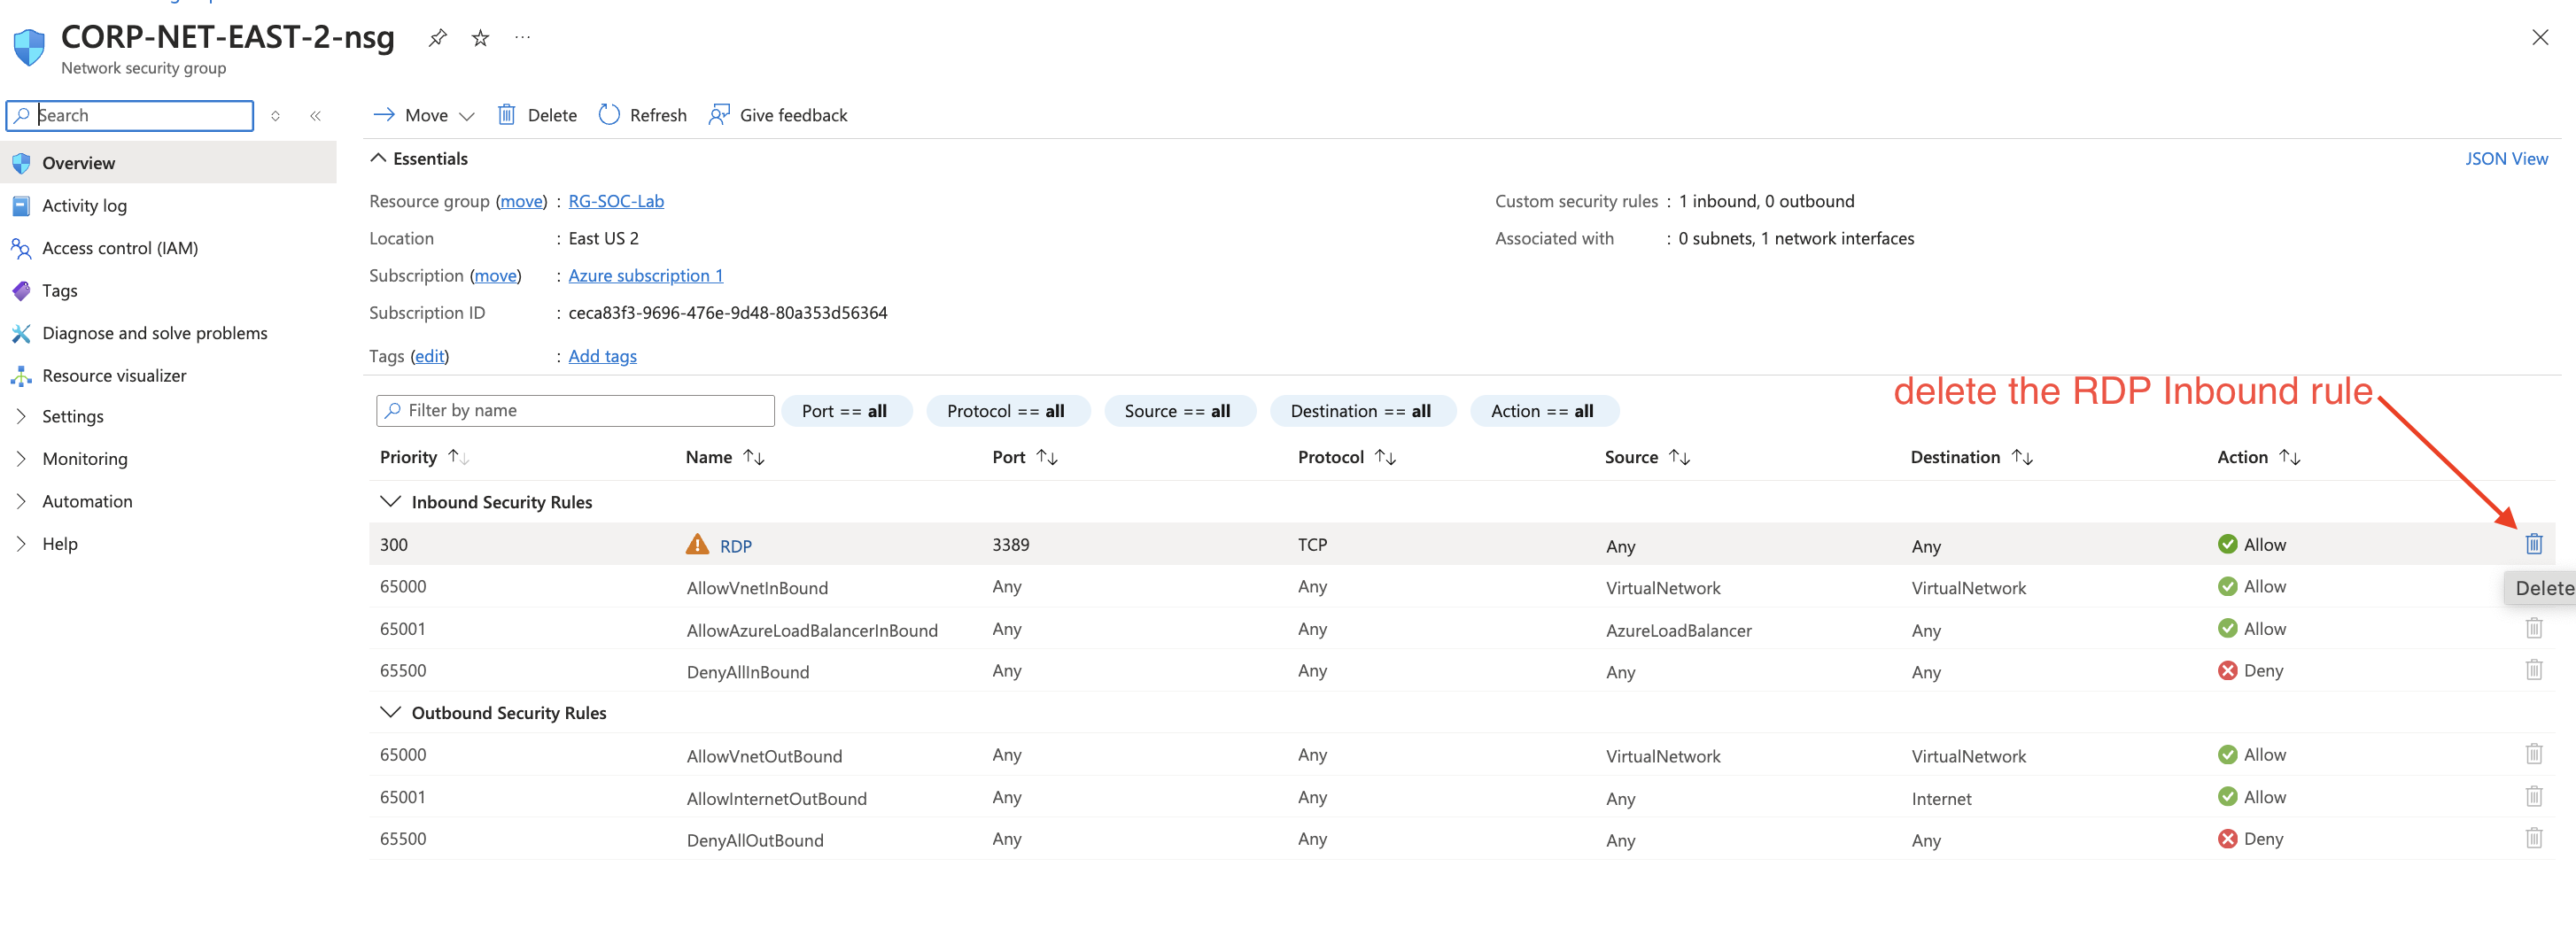 CORP-NET-EAST-2-nsg
Network security group
Search
Move Delete Refresh Give feedback
Overview
Activity log
Access control (IAM)
Tags
Diagnose and solve problems
Resource visualizer
Settings
Monitoring
Automation
Help
Essentials JSON View
Resource group (move) : RG-SOC-Lab
Location : East US 2
Subscription (move) : Azure subscription 1
Subscription ID : ceca83f3-9696-476e-9d48-80a353d56364
Tags (edit) : Add tags
Custom security rules : 1 inbound, 0 outbound
Associated with : 0 subnets, 1 network interfaces
delete the RDP Inbound rule
Filter by name Port == all Protocol == all Source == all Destination == all Action == all
Priority Name Port Protocol Source Destination Action
Inbound Security Rules
300 RDP 3389 TCP Any Any Allow
Delete
65000 AllowVnetInBound Any Any VirtualNetwork VirtualNetwork Allow
65001 AllowAzureLoadBalancerInBound Any Any AzureLoadBalancer Any Allow
65500 DenyAllInBound Any Any Any Any Deny
Outbound Security Rules
65000 AllowVnetOutBound Any Any VirtualNetwork VirtualNetwork Allow
65001 AllowInternetOutBound Any Any Any Internet Allow
65500 DenyAllOutBound Any Any Any Any Deny